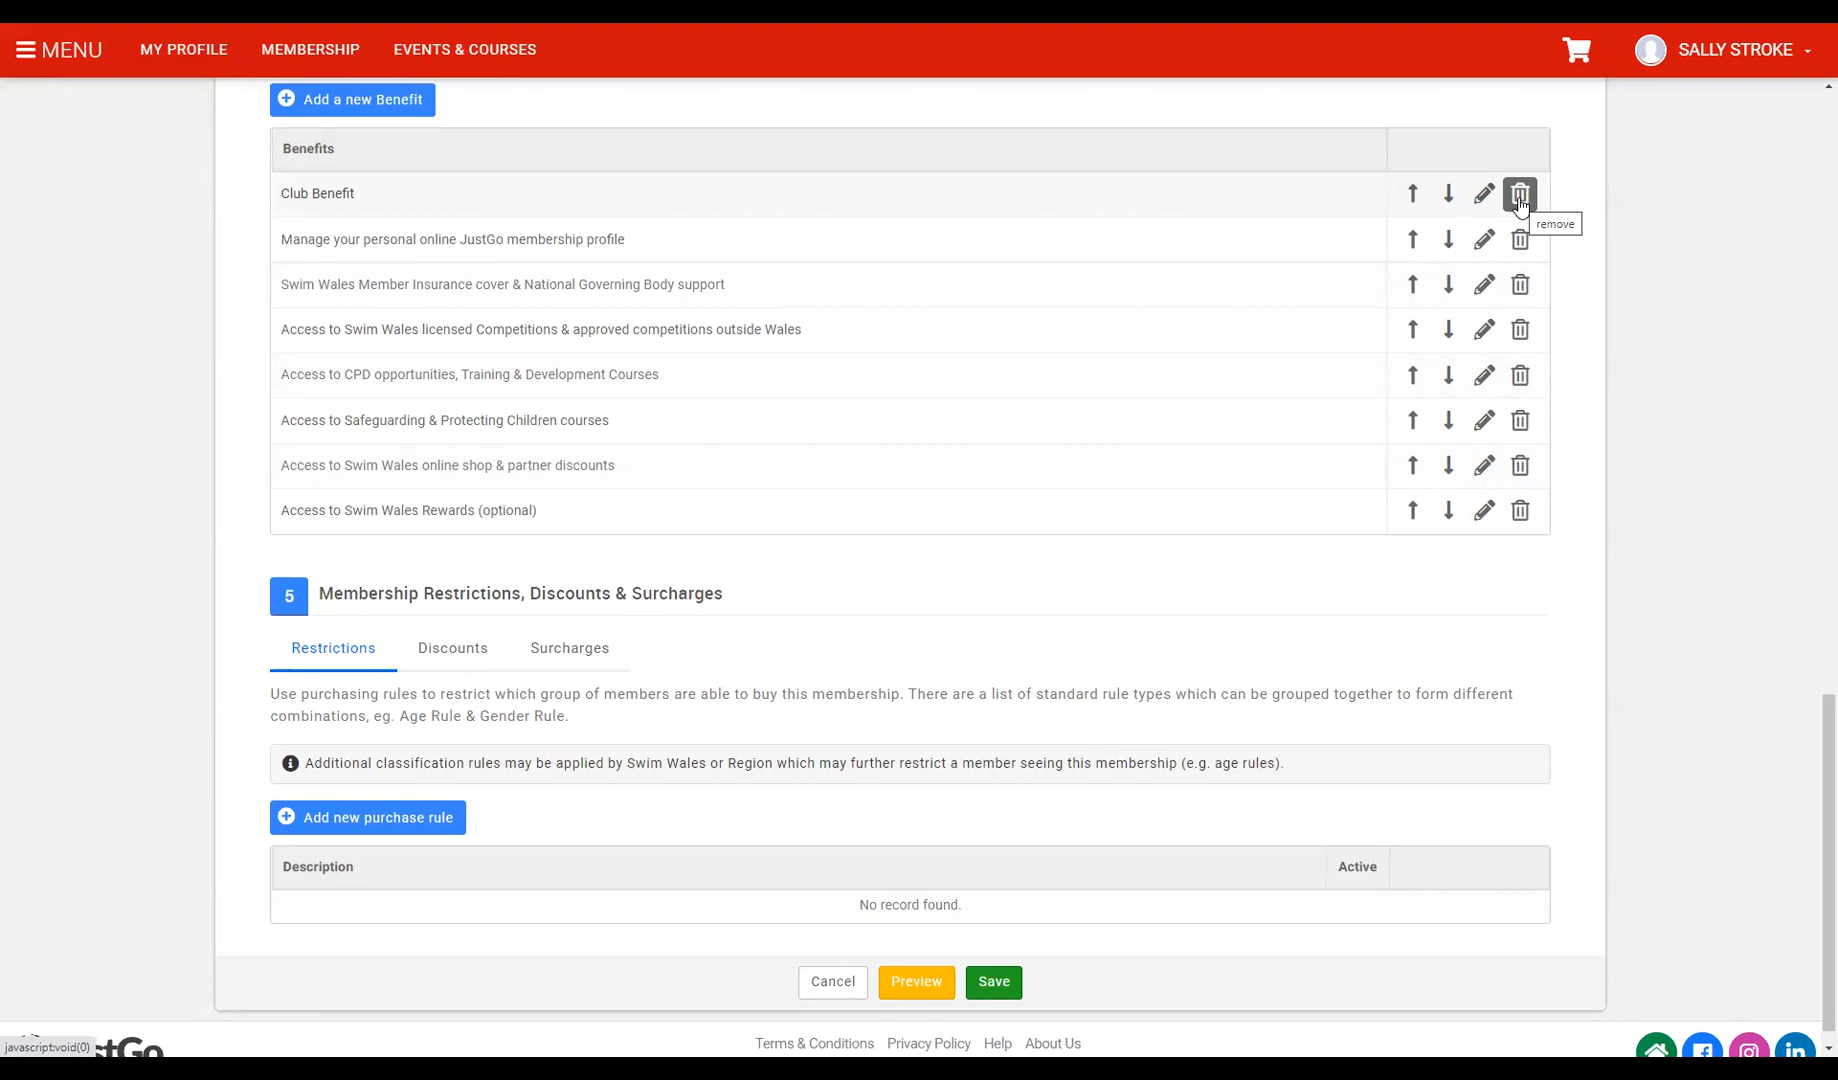 MENU MY PROFILE MEMBERSHIP EVENTS & COURSES SALLY STROKE
Add a new Benefit
Benefits
Club Benefit
remove
Manage your personal online JustGo membership profile
Swim Wales Member Insurance cover & National Governing Body support
Access to Swim Wales licensed Competitions & approved competitions outside Wales
Access to CPD opportunities, Training & Development Courses
Access to Safeguarding & Protecting Children courses
Access to Swim Wales online shop & partner discounts
Access to Swim Wales Rewards (optional)
5 Membership Restrictions, Discounts & Surcharges
Restrictions Discounts Surcharges
Use purchasing rules to restrict which group of members are able to buy this membership. There are a list of standard rule types which can be grouped together to form different
combinations, eg. Age Rule & Gender Rule.
Additional classification rules may be applied by Swim Wales or Region which may further restrict a member seeing this membership (e.g. age rules).
Add new purchase rule
Description Active
No record found.
Cancel Preview Save
Terms & Conditions Privacy Policy Help About Us
javascript:void(0)